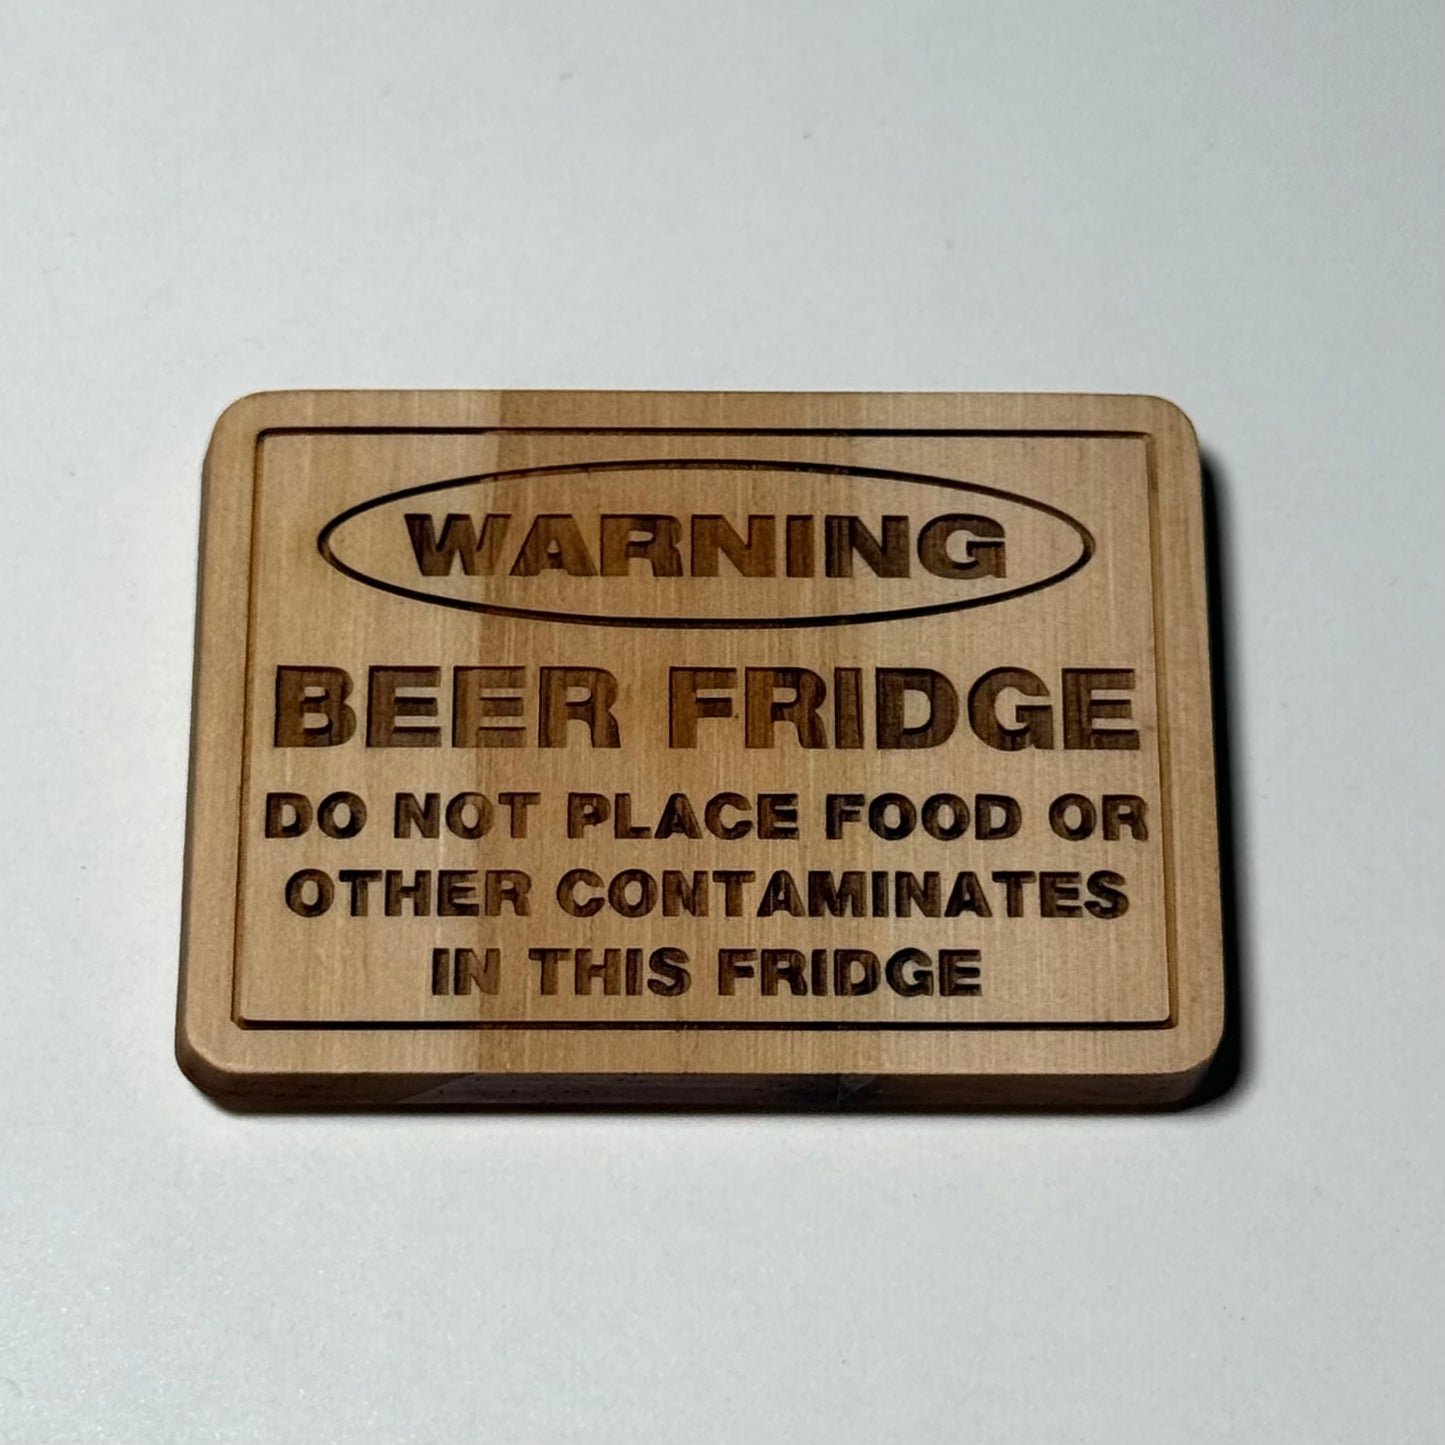 WARNING
BEER FRIDGE
DO NOT PLACE FOOD OR
OTHER CONTAMINATES
IN THIS FRIDGE